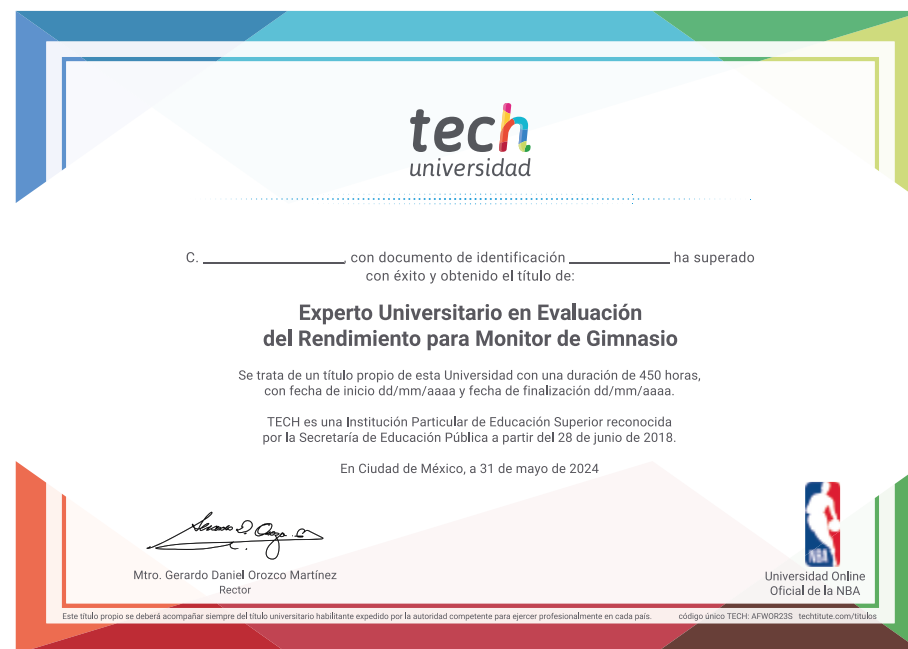 tech
universidad
C. ____________, con documento de identificación ____________ ha superado
con éxito y obtenido el título de:
Experto Universitario en Evaluación
del Rendimiento para Monitor de Gimnasio
Se trata de un título propio de esta Universidad con una duración de 450 horas,
con fecha de inicio dd/mm/aaaa y fecha de finalización dd/mm/aaaa.
TECH es una Institución Particular de Educación Superior reconocida
por la Secretaría de Educación Pública a partir del 28 de junio de 2018.
En Ciudad de México, a 31 de mayo de 2024
Mtro. Gerardo Daniel Orozco Martínez
Rector
NBA
Universidad Online
Oficial de la NBA
Este título propio se deberá acompañar siempre del título universitario habilitante expedido por la autoridad competente para ejercer profesionalmente en cada país. código único TECH: AFWOR23S techtitute.com/titulos